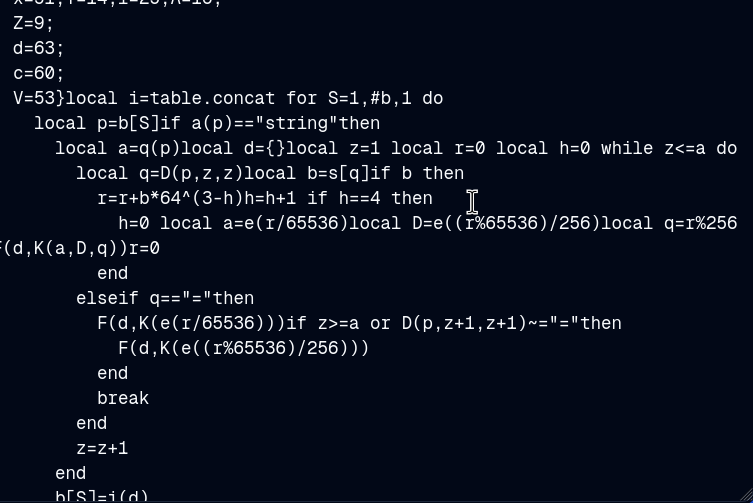 Z=9;
d=63;
c=60;
V=53}local i=table.concat for S=1,#b,1 do
local p=b[S]if a(p)=="string"then
local a=q(p)local d={}local z=1 local r=0 local h=0 while z<=a do
local q=D(p,z,z)local b=s[q]if b then
r=r+b*64^(3-h)h=h+1 if h==4 then
h=0 local a=e(r/65536)local D=e((r%65536)/256)local q=r%256
F(d,K(a,D,q))r=0
end
elseif q=="="then
F(d,K(e(r/65536)))if z>=a or D(p,z+1,z+1)~="="then
F(d,K(e((r%65536)/256)))
end
break
end
z=z+1
end
b[S]=i(d)